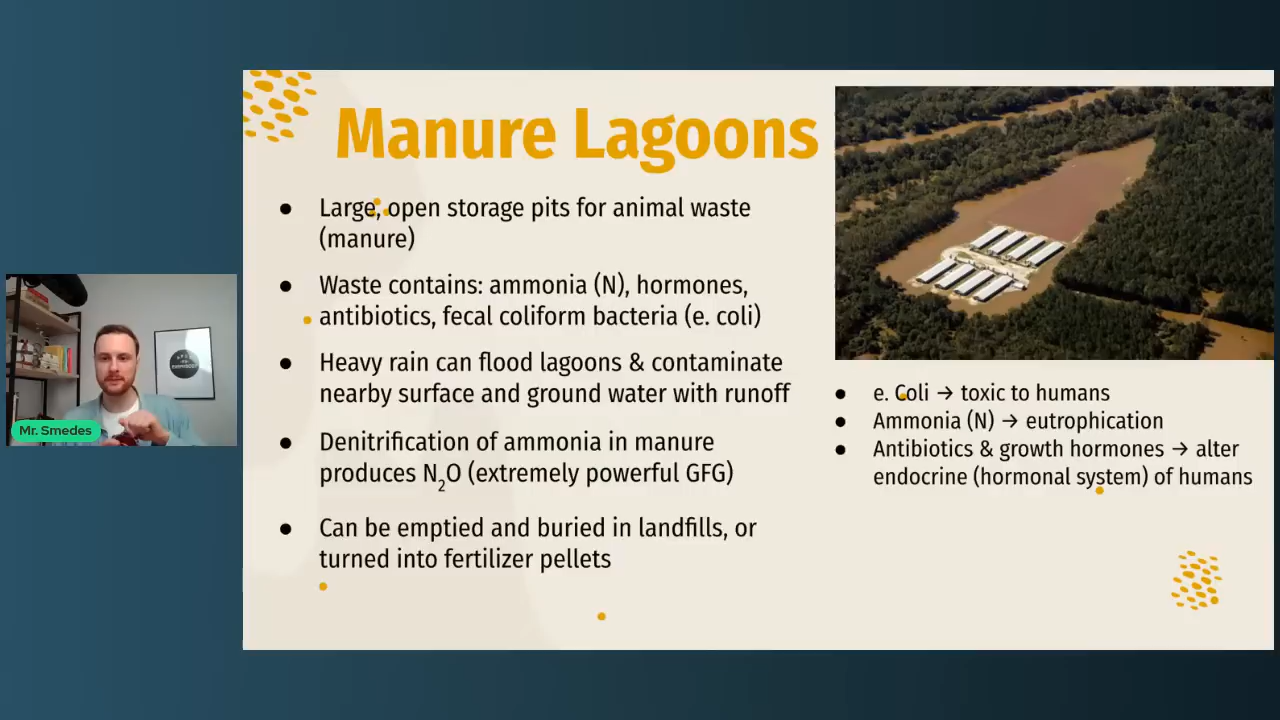 Manure Lagoons
● Large, open storage pits for animal waste
(manure)
● Waste contains: ammonia (N), hormones,
antibiotics, fecal coliform bacteria (e. coli)
● Heavy rain can flood lagoons & contaminate
nearby surface and ground water with runoff
● Denitrification of ammonia in manure
produces N₂O (extremely powerful GFG)
● Can be emptied and buried in landfills, or
turned into fertilizer pellets
● e. Coli → toxic to humans
● Ammonia (N) → eutrophication
● Antibiotics & growth hormones → alter
endocrine (hormonal system) of humans
Mr. Smedes